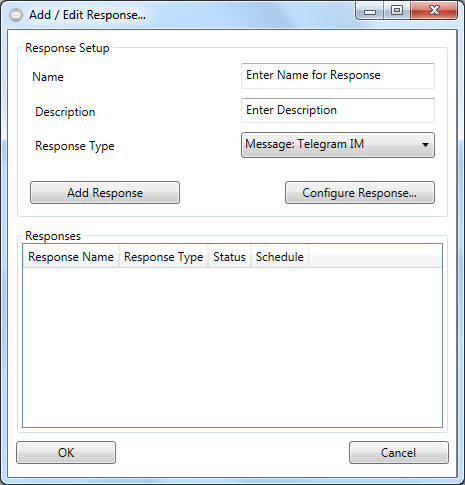 Add / Edit Response...
Response Setup
Name
Enter Name for Response
Description
Enter Description
Response Type
Message: Telegram IM
Add Response
Configure Response...
Responses
Response Name Response Type Status Schedule
OK
Cancel